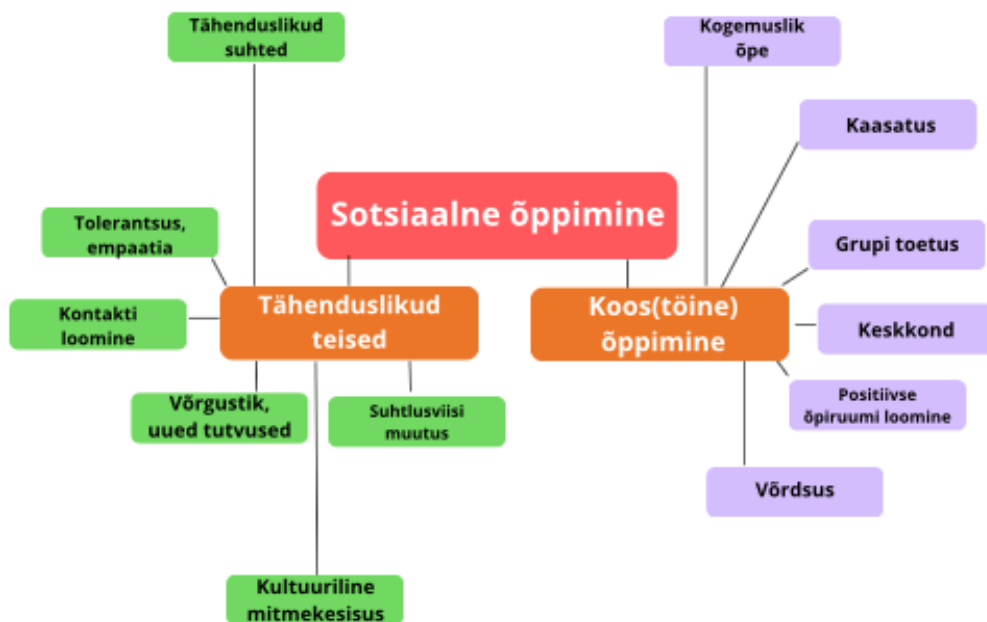 Tähenduslikud
suhted
Kogemuslik
õpe
Kaasatus
Sotsiaalne õppimine
Tolerantsus,
empaatia
Grupi toetus
Kontakti
loomine
Tähenduslikud
teised
Koos(töine)
õppimine
Keskkond
Võrgustik,
uued tutvused
Suhtlusviisi
muutus
Positiivse
õpiruumi loomine
Võrdsus
Kultuuriline
mitmekesisus